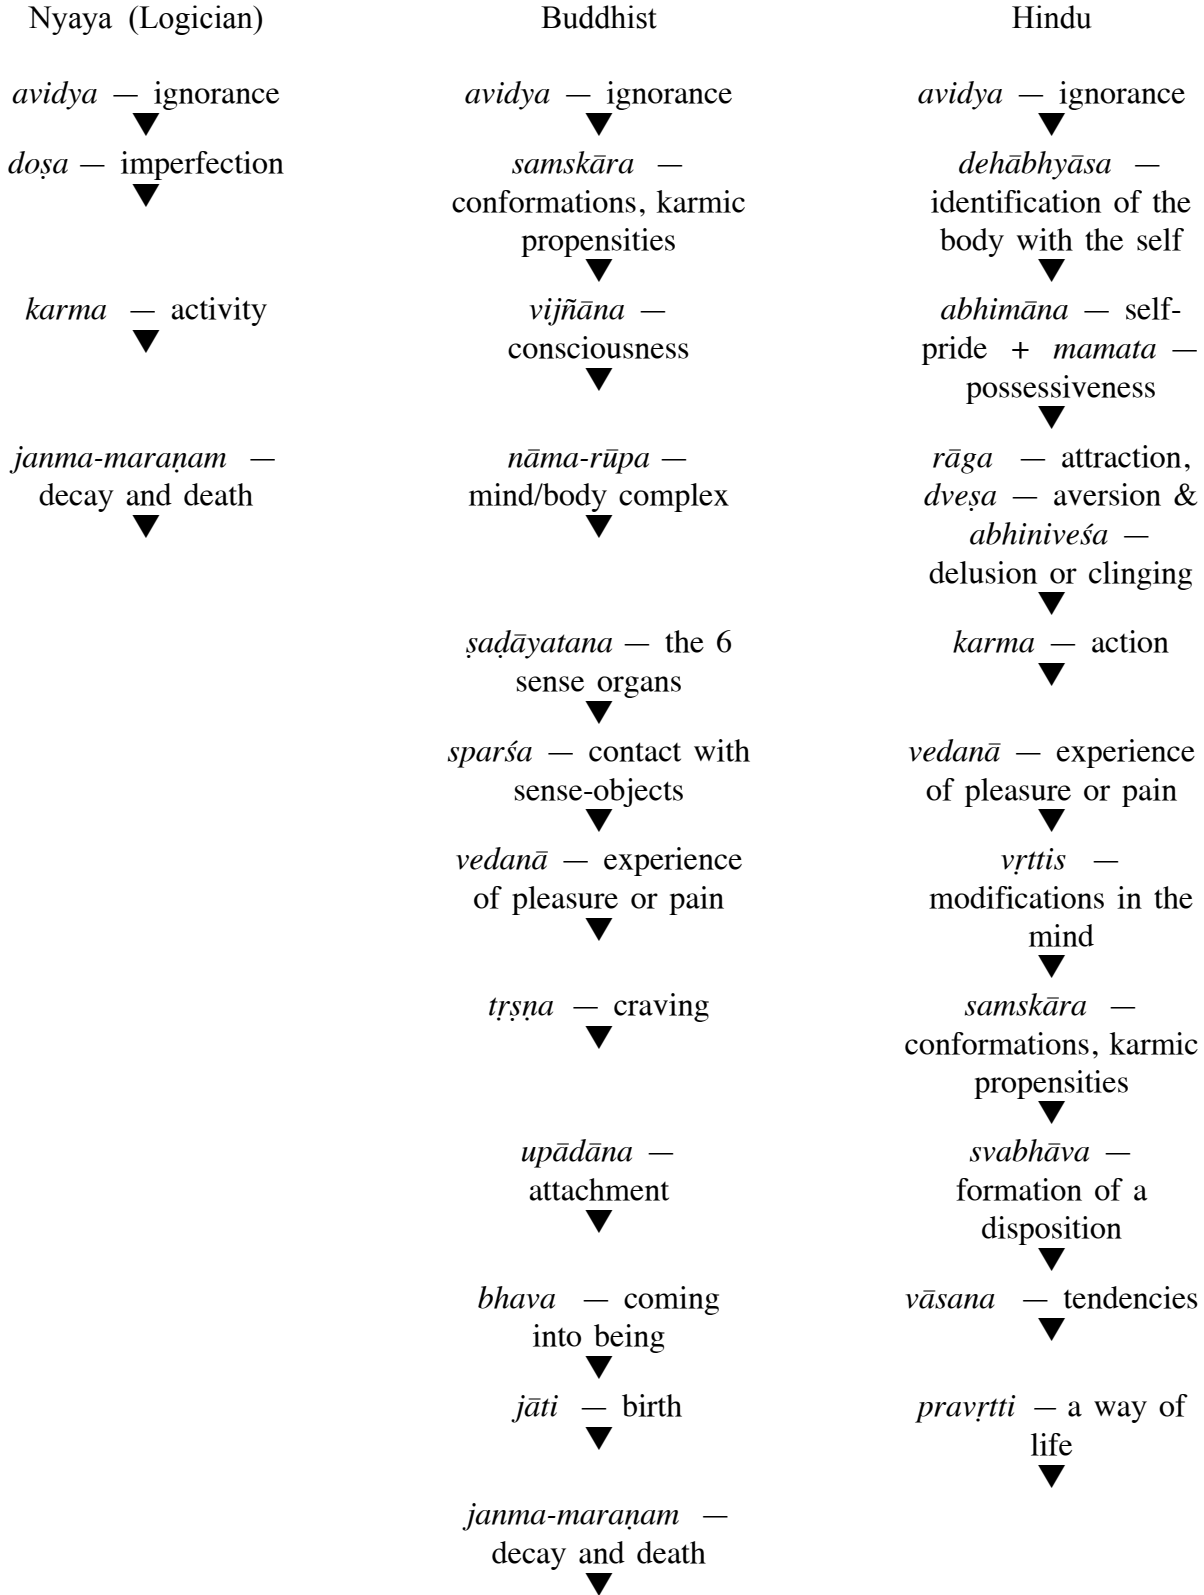 Nyaya (Logician)
Buddhist
Hindu
avidya — ignorance
avidya — ignorance
avidya — ignorance
doṣa — imperfection
samskāra —
conformations, karmic
propensities
dehābhyāsa —
identification of the
body with the self
karma — activity
vijñāna —
consciousness
abhimāna — self-
pride + mamata —
possessiveness
janma-maraṇam —
decay and death
nāma-rūpa —
mind/body complex
rāga — attraction,
dveṣa — aversion &
abhiniveśa —
delusion or clinging
ṣaḍāyatana — the 6
sense organs
karma — action
sparśa — contact with
sense-objects
vedanā — experience
of pleasure or pain
vedanā — experience
of pleasure or pain
vṛttis —
modifications in the
mind
tṛṣṇa — craving
samskāra —
conformations, karmic
propensities
upādāna —
attachment
svabhāva —
formation of a
disposition
bhava — coming
into being
vāsana — tendencies
jāti — birth
pravṛtti — a way of
life
janma-maraṇam —
decay and death